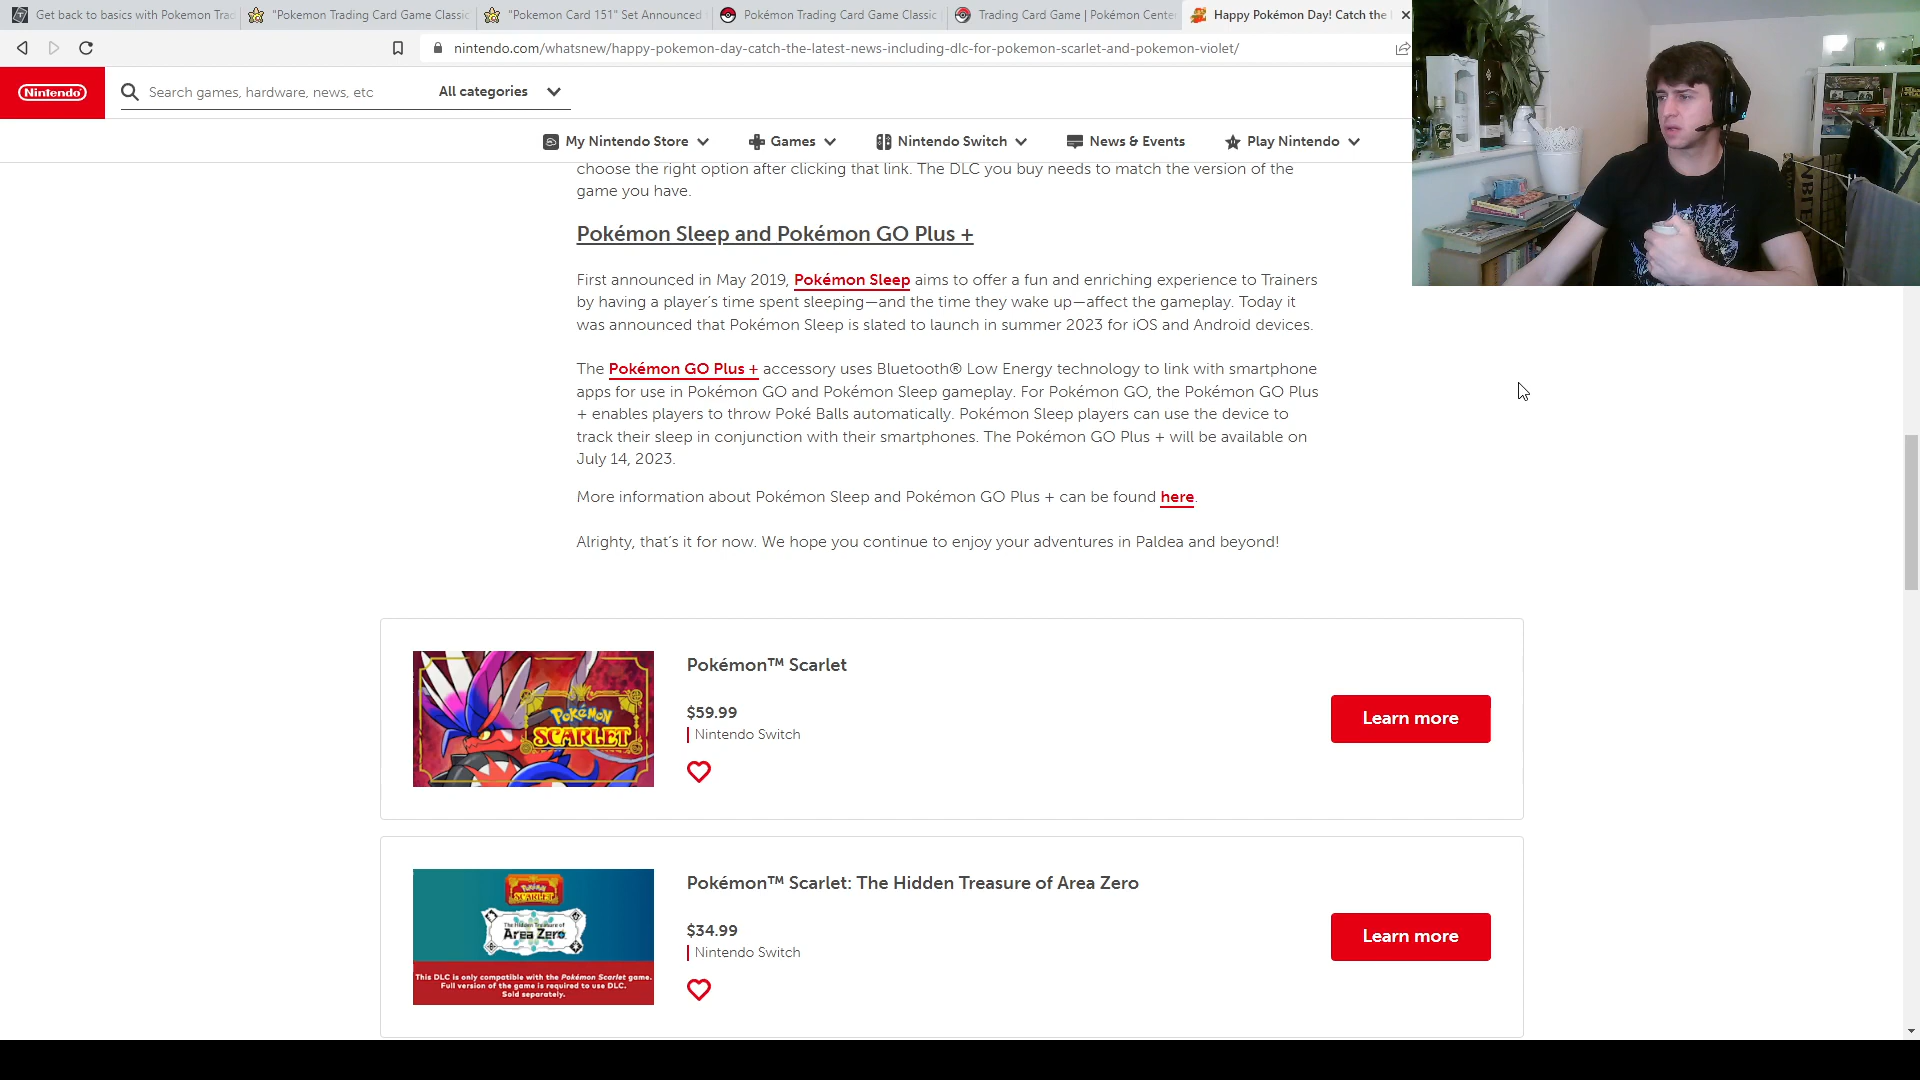 Get back to basics with Pokemon Trad
"Pokemon Trading Card Game Classic
"Pokemon Card 151" Set Announced
Pokémon Trading Card Game Classic
Trading Card Game | Pokémon Cente
Happy Pokémon Day! Catch the
nintendo.com/whatsnew/happy-pokemon-day-catch-the-latest-news-including-dlc-for-pokemon-scarlet-and-pokemon-violet/
Nintendo
Search games, hardware, news, etc
All categories
My Nintendo Store
Games
Nintendo Switch
News & Events
Play Nintendo
choose the right option after clicking that link. The DLC you buy needs to match the version of the
game you have.
Pokémon Sleep and Pokémon GO Plus +
First announced in May 2019, Pokémon Sleep aims to offer a fun and enriching experience to Trainers
by having a player’s time spent sleeping—and the time they wake up—affect the gameplay. Today it
was announced that Pokémon Sleep is slated to launch in summer 2023 for iOS and Android devices.
The Pokémon GO Plus + accessory uses Bluetooth® Low Energy technology to link with smartphone
apps for use in Pokémon GO and Pokémon Sleep gameplay. For Pokémon GO, the Pokémon GO Plus
+ enables players to throw Poké Balls automatically. Pokémon Sleep players can use the device to
track their sleep in conjunction with their smartphones. The Pokémon GO Plus + will be available on
July 14, 2023.
More information about Pokémon Sleep and Pokémon GO Plus + can be found here.
Alrighty, that’s it for now. We hope you continue to enjoy your adventures in Paldea and beyond!
POKéMON
SCARLET
Pokémon™ Scarlet
$59.99
Nintendo Switch
Learn more
POKéMON
SCARLET
The Hidden Treasure of
Area Zero
This DLC is only compatible with the Pokémon Scarlet game.
Full version of the game is required to use DLC.
Sold separately.
Pokémon™ Scarlet: The Hidden Treasure of Area Zero
$34.99
Nintendo Switch
Learn more